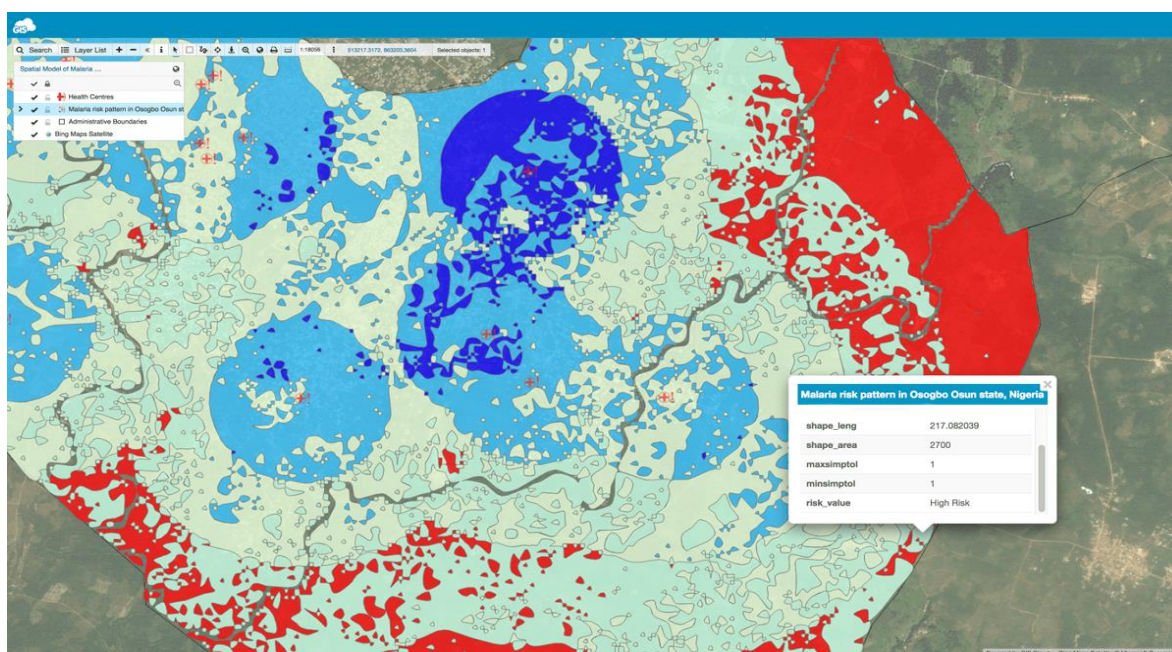 GIS
Search Layer List 1:18056 513217.3172, 863203.3604 Selected objects: 1
Spatial Model of Malaria ...
Health Centres
Malaria risk pattern in Osogbo Osun st
Administrative Boundaries
Bing Maps Satellite
Malaria risk pattern in Osogbo Osun state, Nigeria
shape_leng 217.082039
shape_area 2700
maxsimptol 1
minsimptol 1
risk_value High Risk